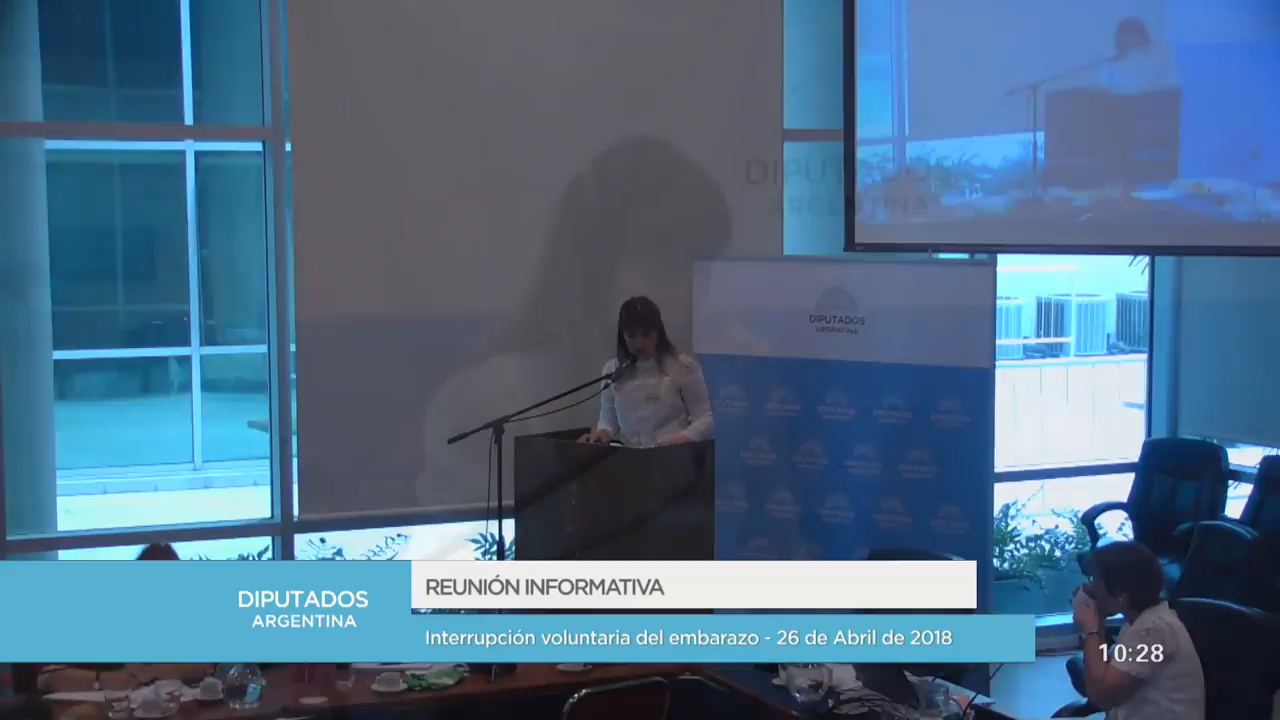 DIPUTADOS
ARGENTINA
DIPUTADOS
ARGENTINA
DIPUTADOS
ARGENTINA
REUNIÓN INFORMATIVA
Interrupción voluntaria del embarazo - 26 de Abril de 2018
10:28